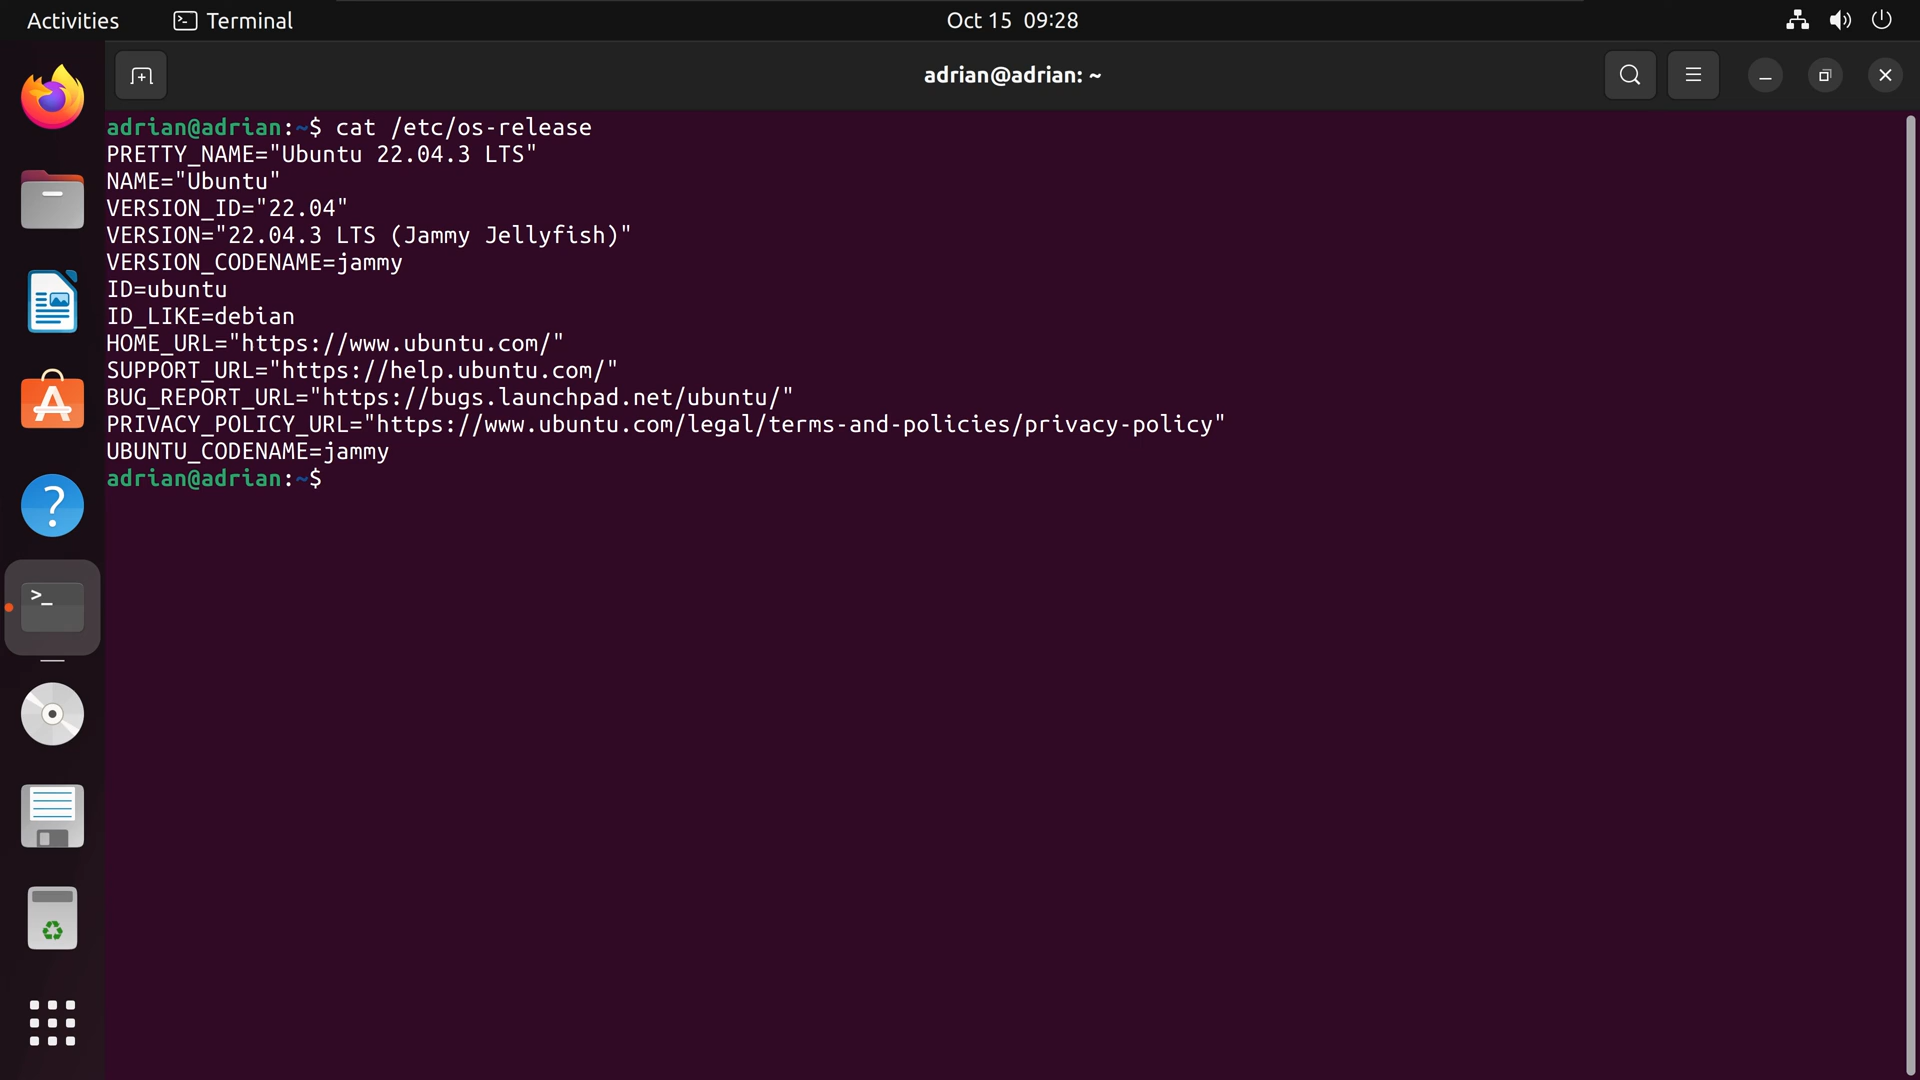 Activities
Terminal
Oct 15 09:28
adrian@adrian: ~
adrian@adrian:~$ cat /etc/os-release
PRETTY_NAME="Ubuntu 22.04.3 LTS"
NAME="Ubuntu"
VERSION_ID="22.04"
VERSION="22.04.3 LTS (Jammy Jellyfish)"
VERSION_CODENAME=jammy
ID=ubuntu
ID_LIKE=debian
HOME_URL="https://www.ubuntu.com/"
SUPPORT_URL="https://help.ubuntu.com/"
BUG_REPORT_URL="https://bugs.launchpad.net/ubuntu/"
PRIVACY_POLICY_URL="https://www.ubuntu.com/legal/terms-and-policies/privacy-policy"
UBUNTU_CODENAME=jammy
adrian@adrian:~$